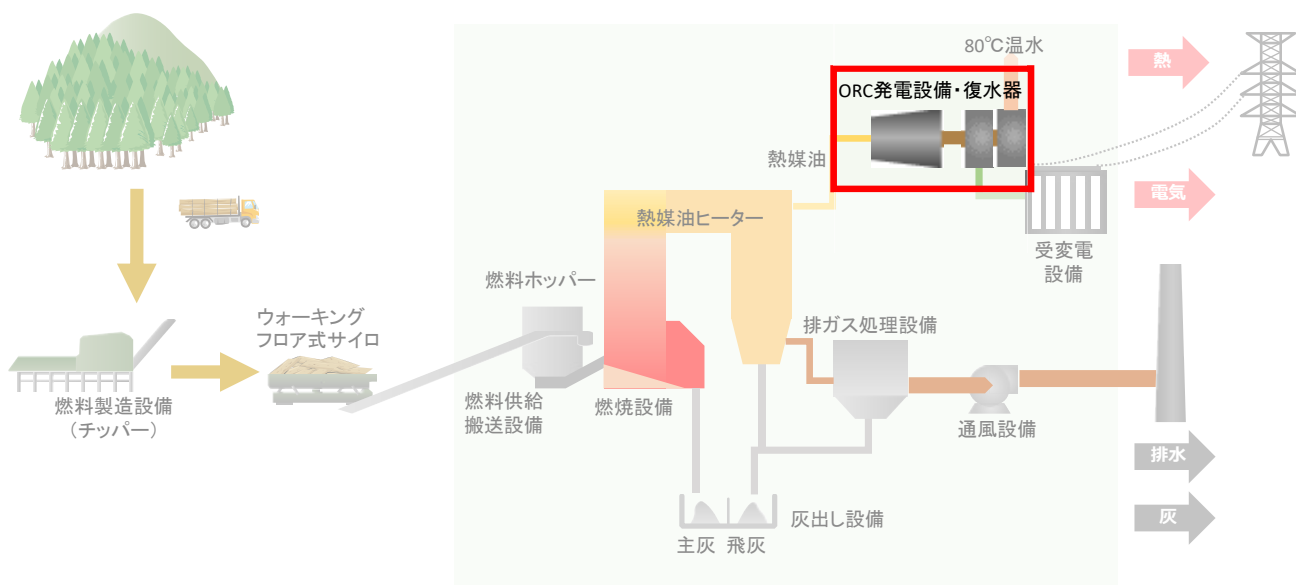 80℃温水
熱
ORC発電設備・復水器
熱媒油
電気
熱媒油ヒーター
受変電
設備
燃料ホッパー
ウォーキング
フロア式サイロ
排ガス処理設備
燃料製造設備
（チッパー）
燃料供給
搬送設備
燃焼設備
通風設備
排水
灰出し設備
灰
主灰
飛灰